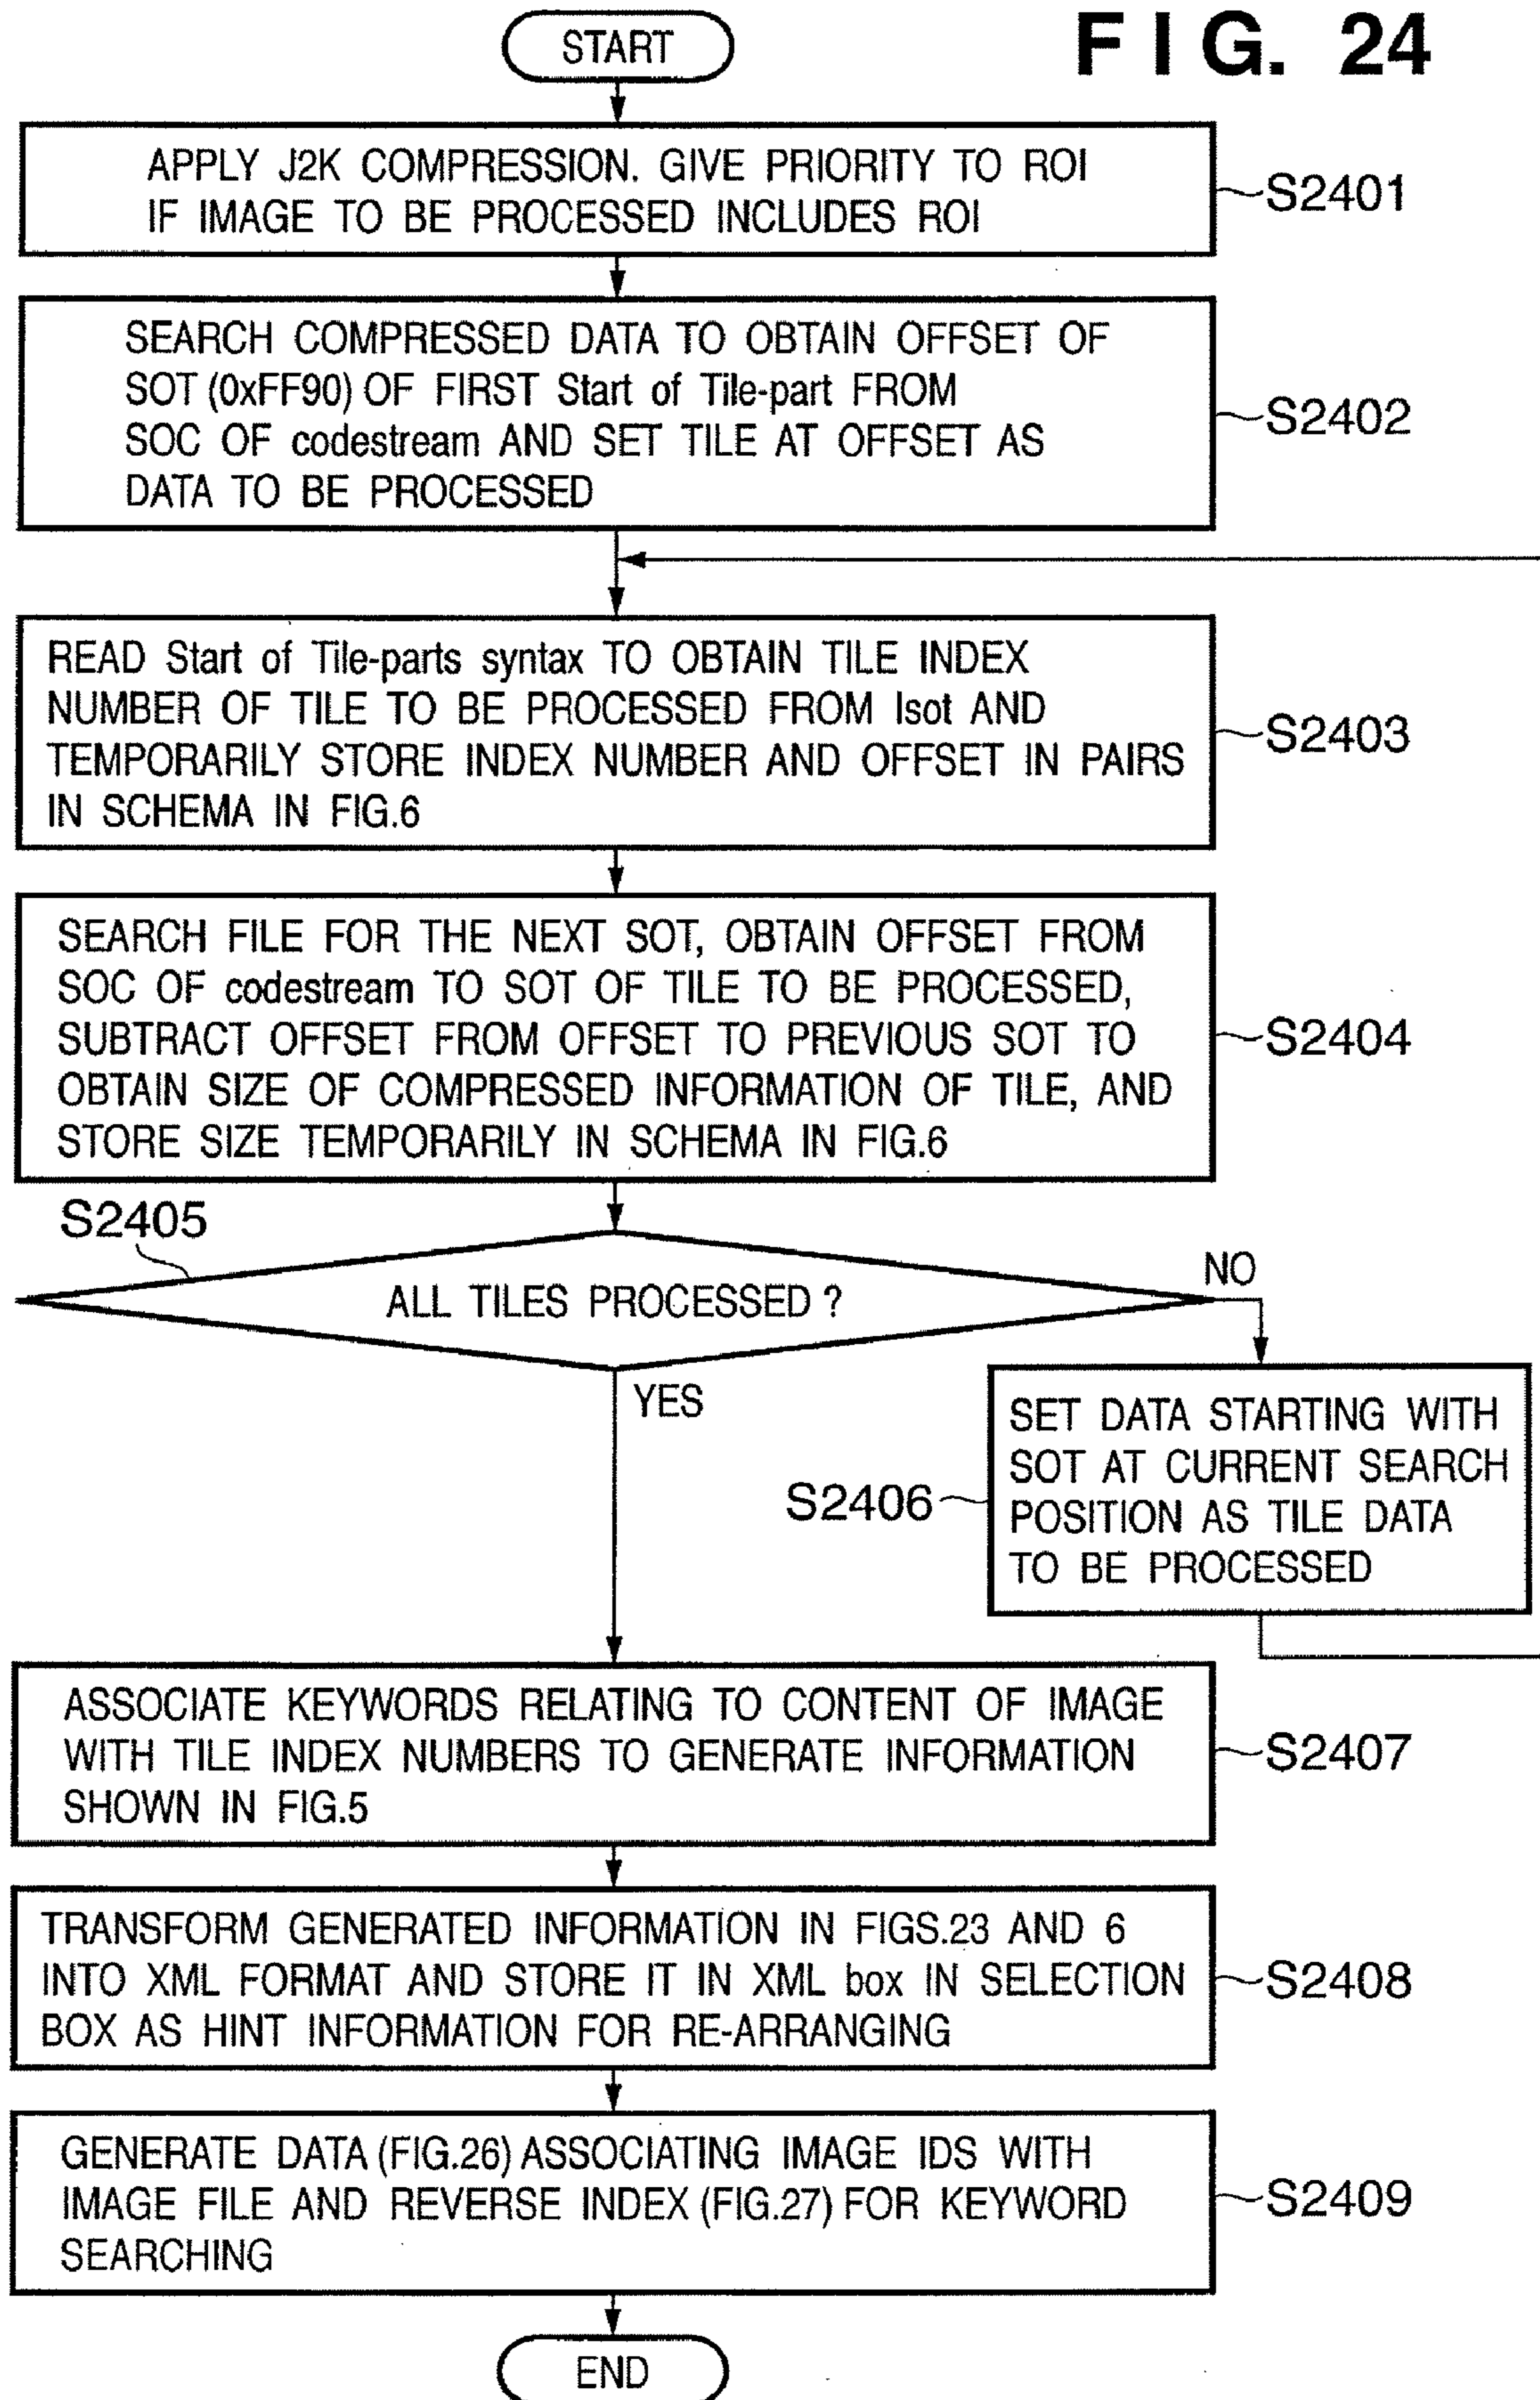 FIG. 24
START
APPLY J2K COMPRESSION. GIVE PRIORITY TO ROI
IF IMAGE TO BE PROCESSED INCLUDES ROI
S2401
SEARCH COMPRESSED DATA TO OBTAIN OFFSET OF
SOT (0xFF90) OF FIRST Start of Tile-part FROM
SOC OF codestream AND SET TILE AT OFFSET AS
DATA TO BE PROCESSED
S2402
READ Start of Tile-parts syntax TO OBTAIN TILE INDEX
NUMBER OF TILE TO BE PROCESSED FROM Isot AND
TEMPORARILY STORE INDEX NUMBER AND OFFSET IN PAIRS
IN SCHEMA IN FIG.6
S2403
SEARCH FILE FOR THE NEXT SOT, OBTAIN OFFSET FROM
SOC OF codestream TO SOT OF TILE TO BE PROCESSED,
SUBTRACT OFFSET FROM OFFSET TO PREVIOUS SOT TO
OBTAIN SIZE OF COMPRESSED INFORMATION OF TILE, AND
STORE SIZE TEMPORARILY IN SCHEMA IN FIG.6
S2404
S2405
ALL TILES PROCESSED ?
NO
YES
SET DATA STARTING WITH
SOT AT CURRENT SEARCH
POSITION AS TILE DATA
TO BE PROCESSED
S2406
ASSOCIATE KEYWORDS RELATING TO CONTENT OF IMAGE
WITH TILE INDEX NUMBERS TO GENERATE INFORMATION
SHOWN IN FIG.5
S2407
TRANSFORM GENERATED INFORMATION IN FIGS.23 AND 6
INTO XML FORMAT AND STORE IT IN XML box IN SELECTION
BOX AS HINT INFORMATION FOR RE-ARRANGING
S2408
GENERATE DATA (FIG.26) ASSOCIATING IMAGE IDS WITH
IMAGE FILE AND REVERSE INDEX (FIG.27) FOR KEYWORD
SEARCHING
S2409
END